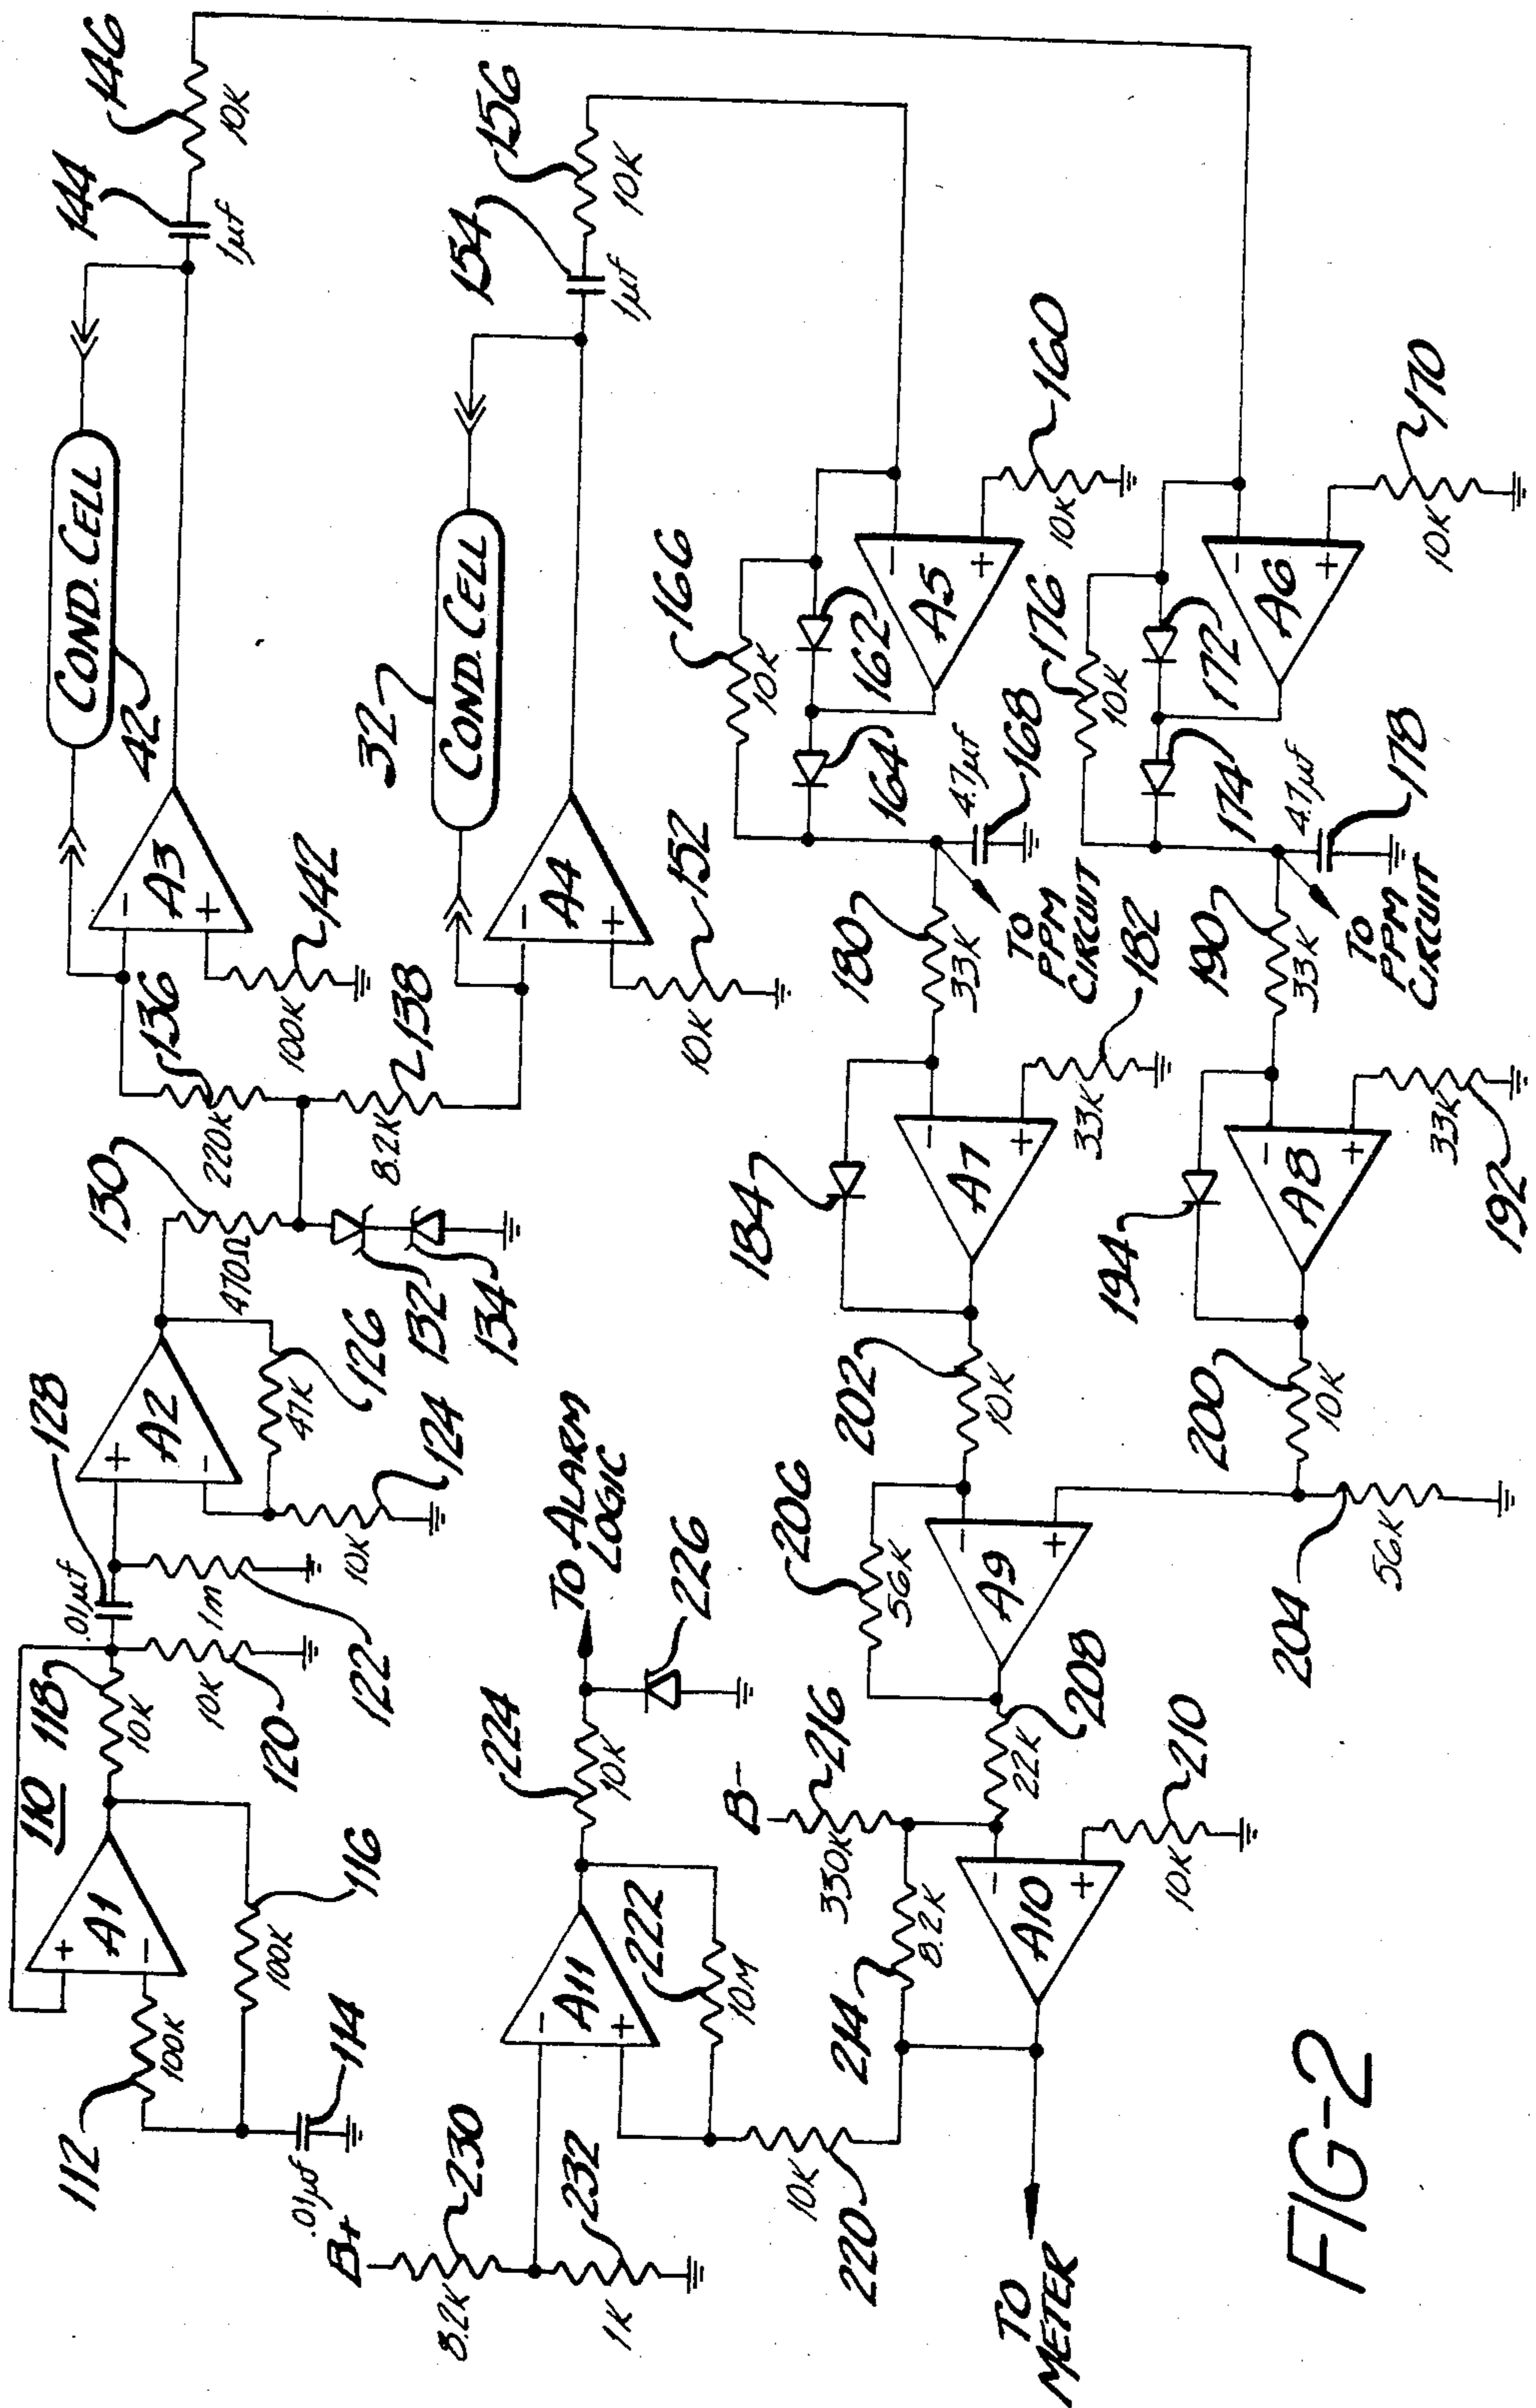 110
A1
+
−
112
100K
114
.01µf
116
100K
118
10K
120
10K
122
1m
128
.01µf
A2
+
−
124
10K
126
47K
130
470Ω
132
134
136
220K
138
8.2K
A3
−
+
142
100K
COND. CELL
42
144
1µf
146
10K
A4
−
+
152
10K
COND. CELL
32
154
1µf
156
10K
A5
−
+
160
10K
162
164
166
10K
168
4.7µf
TO
PPM
CIRCUIT
A6
−
+
170
10K
172
174
176
10K
178
4.7µf
TO
PPM
CIRCUIT
180
33K
182
33K
184
A7
−
+
190
33K
192
33K
194
A8
−
+
202
10K
200
10K
204
56K
206
56K
A9
−
+
208
22K
210
10K
A10
−
+
214
8.2K
B−
216
330K
TO
METER
220
10K
222
10M
A11
−
+
224
10K
226
TO ALARM
LOGIC
B+
230
8.2K
232
1K
FIG-2